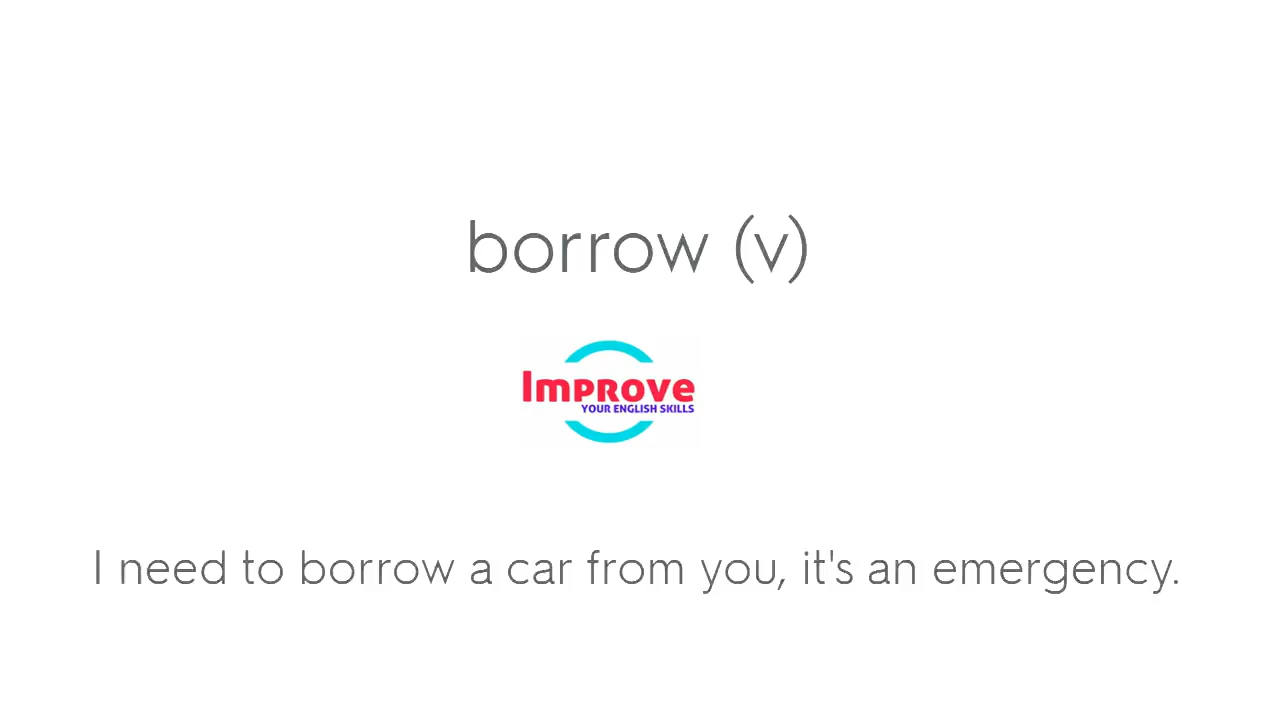 borrow (v)
Improve
YOUR ENGLISH SKILLS
I need to borrow a car from you, it's an emergency.